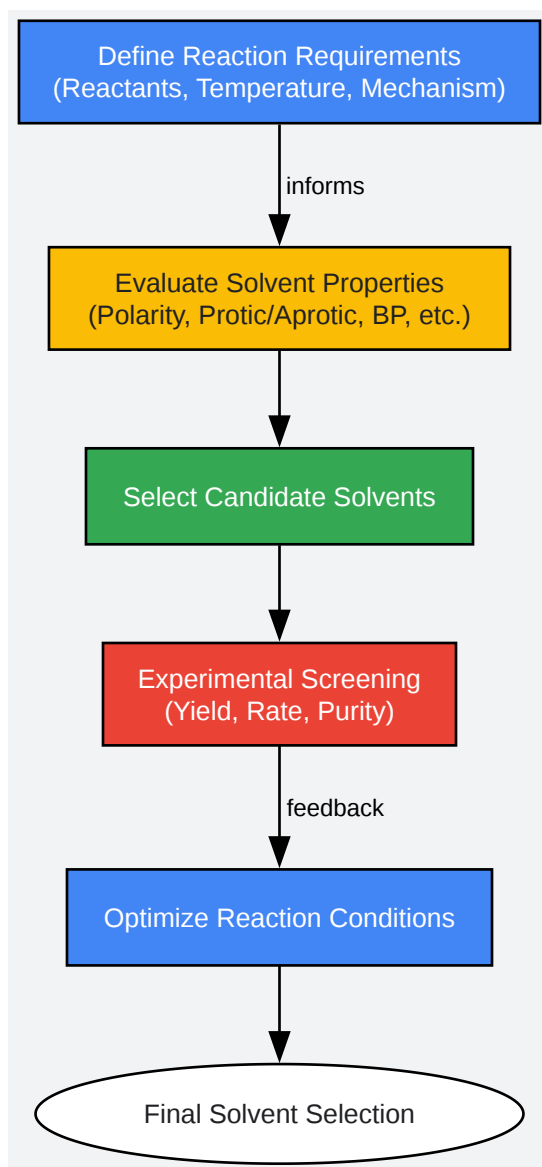 Define Reaction Requirements
(Reactants, Temperature, Mechanism)
informs
Evaluate Solvent Properties
(Polarity, Protic/Aprotic, BP, etc.)
Select Candidate Solvents
Experimental Screening
(Yield, Rate, Purity)
feedback
Optimize Reaction Conditions
Final Solvent Selection